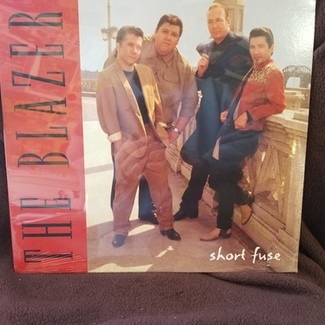 THE BLAZER
short fuse